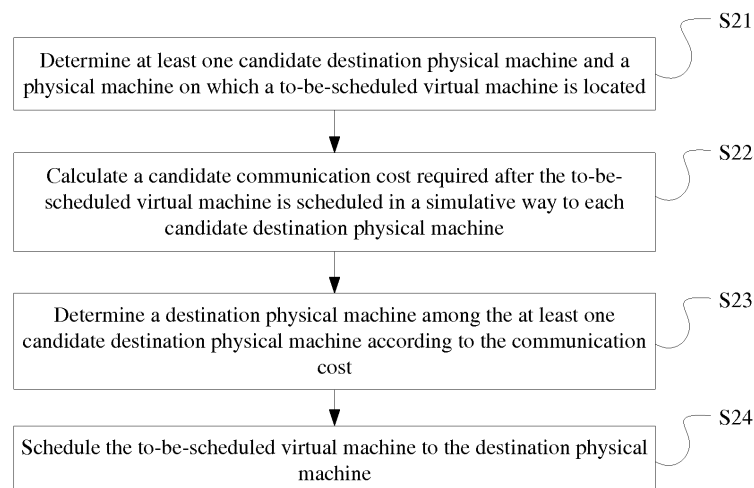 S21
Determine at least one candidate destination physical machine and a
physical machine on which a to-be-scheduled virtual machine is located
S22
Calculate a candidate communication cost required after the to-be-
scheduled virtual machine is scheduled in a simulative way to each
candidate destination physical machine
S23
Determine a destination physical machine among the at least one
candidate destination physical machine according to the communication
cost
S24
Schedule the to-be-scheduled virtual machine to the destination physical
machine